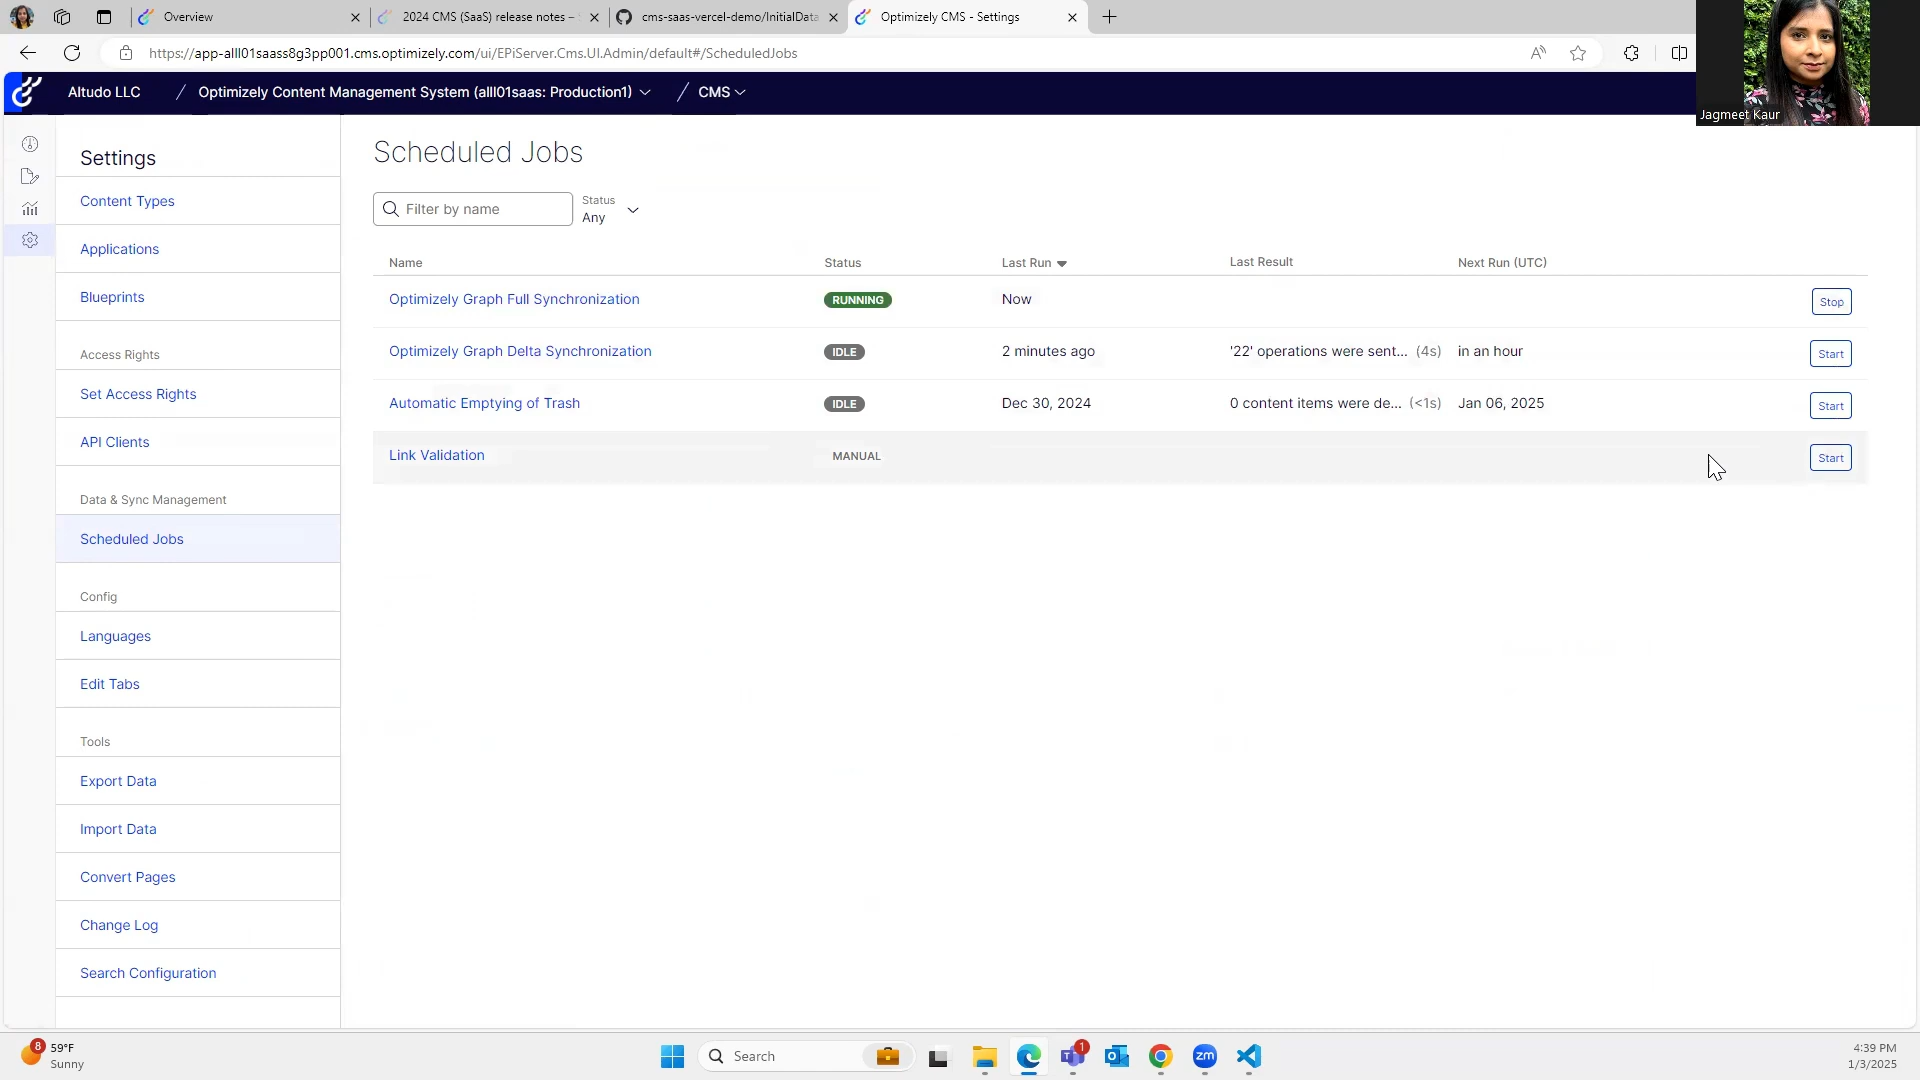 Overview
2024 CMS (SaaS) release notes –
cms-saas-vercel-demo/InitialData
Optimizely CMS - Settings
https://app-alll01saass8g3pp001.cms.optimizely.com/ui/EPiServer.Cms.UI.Admin/default#/ScheduledJobs
Jagmeet Kaur
Altudo LLC / Optimizely Content Management System (alll01saas: Production1) / CMS
Settings
Content Types
Applications
Blueprints
Access Rights
Set Access Rights
API Clients
Data & Sync Management
Scheduled Jobs
Config
Languages
Edit Tabs
Tools
Export Data
Import Data
Convert Pages
Change Log
Search Configuration
Scheduled Jobs
Filter by name
Status
Any
Name Status Last Run Last Result Next Run (UTC)
Optimizely Graph Full Synchronization RUNNING Now Stop
Optimizely Graph Delta Synchronization IDLE 2 minutes ago '22' operations were sent... (4s) in an hour Start
Automatic Emptying of Trash IDLE Dec 30, 2024 0 content items were de... (<1s) Jan 06, 2025 Start
Link Validation MANUAL Start
8
59°F
Sunny
Search
1
zm
4:39 PM
1/3/2025